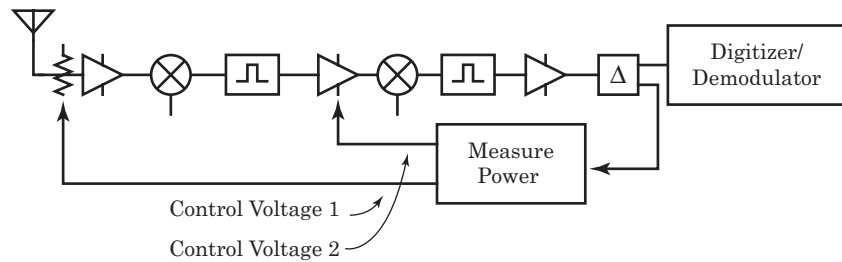 Digitizer/
Demodulator
Δ
Measure
Power
Control Voltage 1
Control Voltage 2